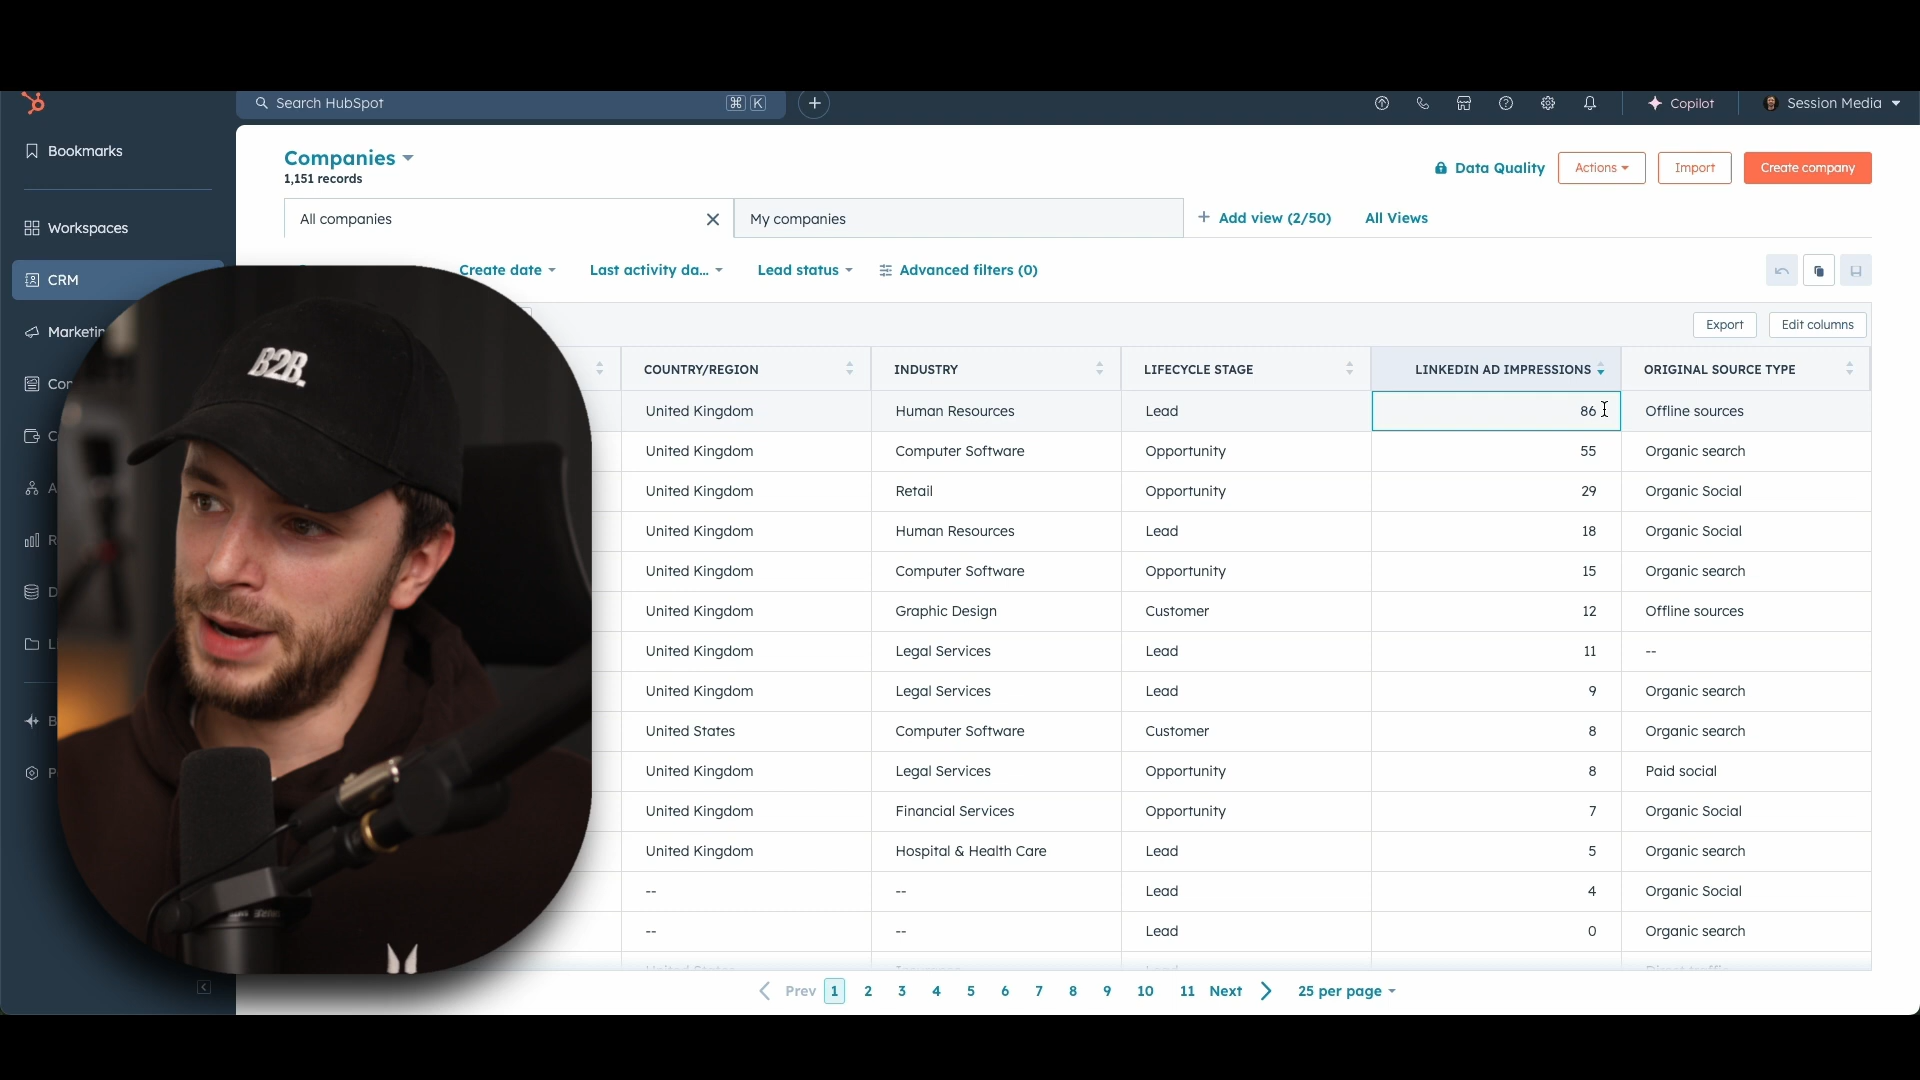 Search HubSpot
⌘ K
Copilot
Session Media
Bookmarks
Companies
1,151 records
Data Quality
Actions
Import
Create company
Workspaces
All companies
My companies
Add view (2/50)
All Views
CRM
Create date
Last activity da...
Lead status
Advanced filters (0)
Export
Edit columns
B2B.
COUNTRY/REGION INDUSTRY LIFECYCLE STAGE LINKEDIN AD IMPRESSIONS ORIGINAL SOURCE TYPE
United Kingdom Human Resources Lead 86 Offline sources
United Kingdom Computer Software Opportunity 55 Organic search
United Kingdom Retail Opportunity 29 Organic Social
United Kingdom Human Resources Lead 18 Organic Social
United Kingdom Computer Software Opportunity 15 Organic search
United Kingdom Graphic Design Customer 12 Offline sources
United Kingdom Legal Services Lead 11 --
United Kingdom Legal Services Lead 9 Organic search
United States Computer Software Customer 8 Organic search
United Kingdom Legal Services Opportunity 8 Paid social
United Kingdom Financial Services Opportunity 7 Organic Social
United Kingdom Hospital & Health Care Lead 5 Organic search
-- -- Lead 4 Organic Social
-- -- Lead 0 Organic search
Prev 1 2 3 4 5 6 7 8 9 10 11 Next
25 per page